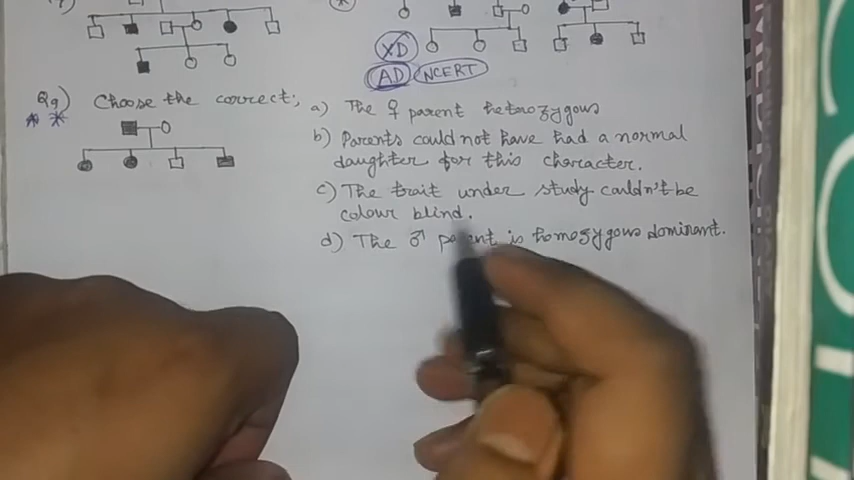 XD
AD NCERT
Q9) Choose the correct;
a) The ♀ parent hetrozygous
b) Parents could not have had a normal
daughter for this character.
c) The trait under study couldn't be
colour blind.
d) The ♂ parent is homozygous dominant.